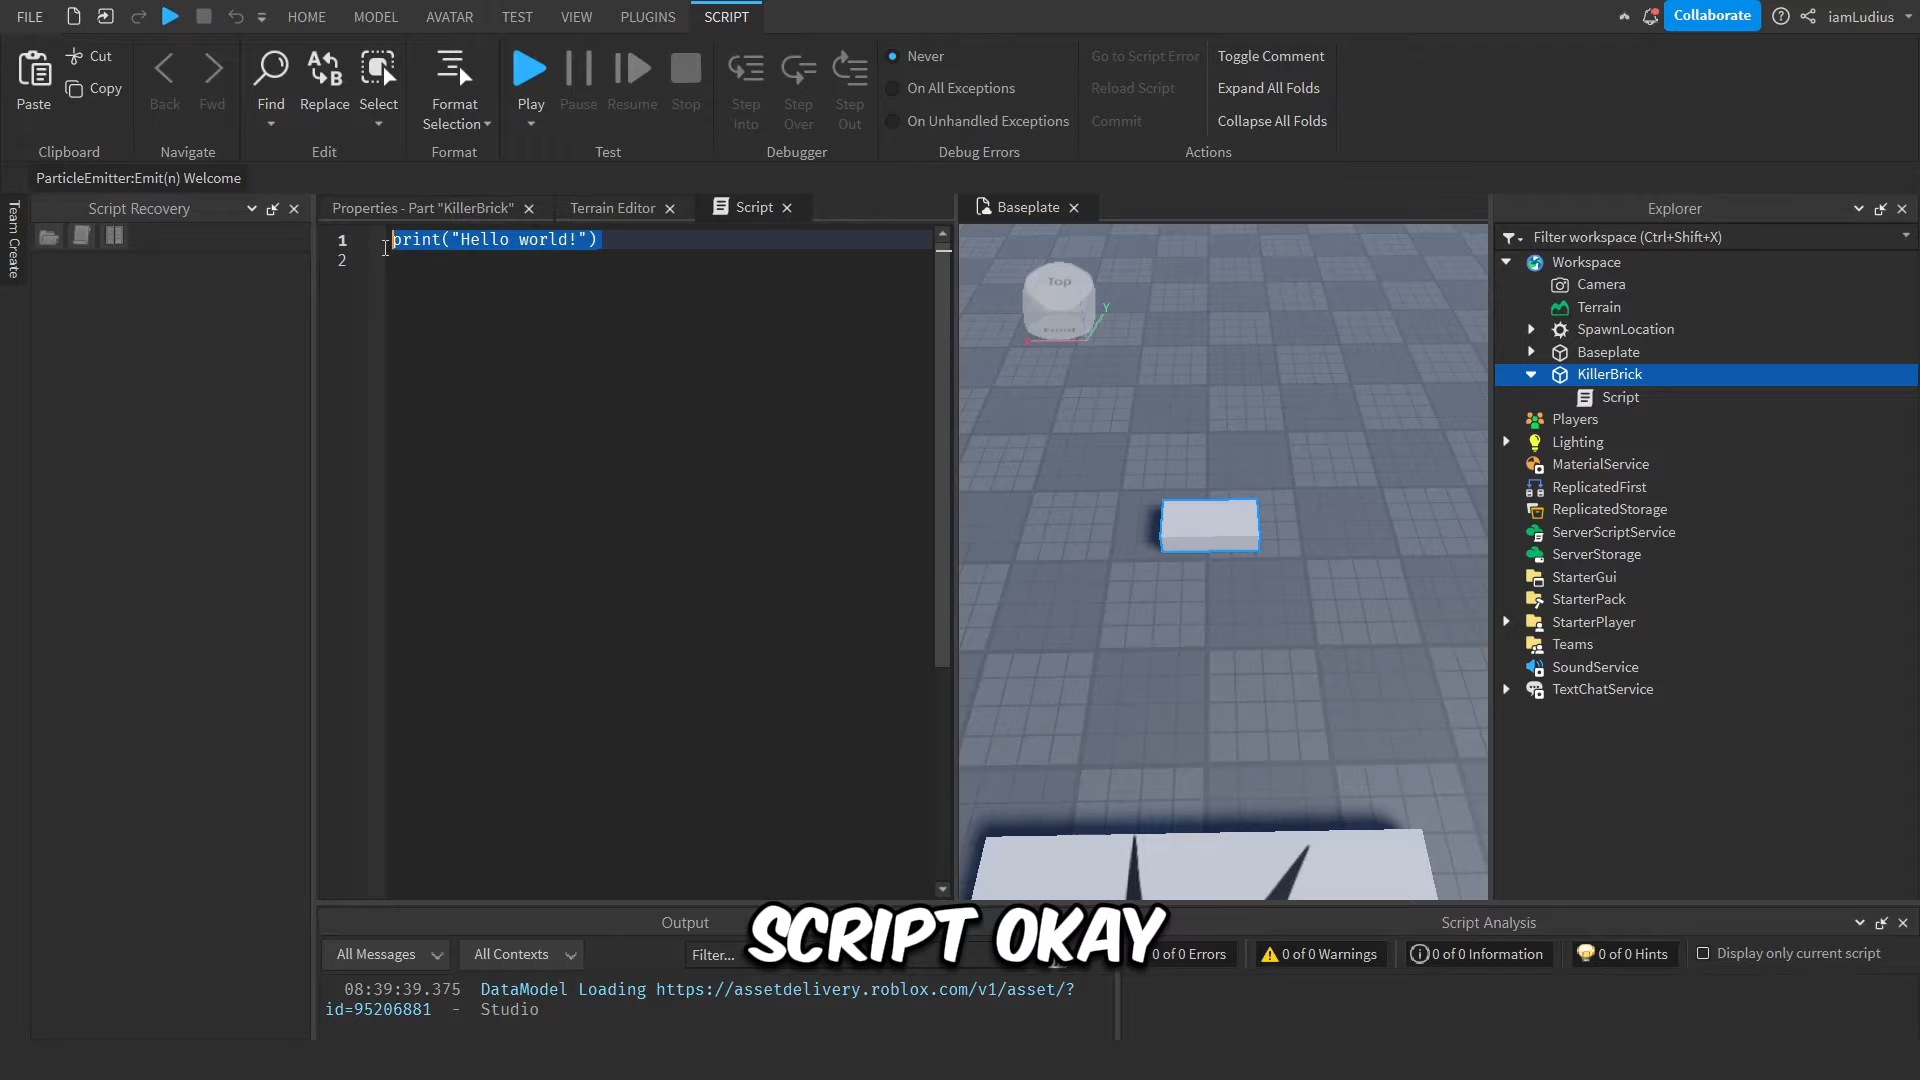 FILE HOME MODEL AVATAR TEST VIEW PLUGINS SCRIPT Collaborate iamLudius
Paste Cut Copy
Clipboard
Back Fwd
Navigate
Find Replace Select
Edit
Format Selection
Format
Play Pause Resume Stop
Test
Step Into Step Over Step Out
Debugger
Never
On All Exceptions
On Unhandled Exceptions
Debug Errors
Go to Script Error
Reload Script
Commit
Toggle Comment
Expand All Folds
Collapse All Folds
Actions
ParticleEmitter:Emit(n) Welcome
Team Create
Script Recovery
Properties - Part "KillerBrick" Terrain Editor Script
1 print("Hello world!")
2
Baseplate
Top
Y
Explorer
Filter workspace (Ctrl+Shift+X)
Workspace
Camera
Terrain
SpawnLocation
Baseplate
KillerBrick
Script
Players
Lighting
MaterialService
ReplicatedFirst
ReplicatedStorage
ServerScriptService
ServerStorage
StarterGui
StarterPack
StarterPlayer
Teams
SoundService
TextChatService
Output
All Messages All Contexts Filter...
08:39:39.375 DataModel Loading https://assetdelivery.roblox.com/v1/asset/?
id=95206881 - Studio
SCRIPT OKAY
Script Analysis
0 of 0 Errors 0 of 0 Warnings 0 of 0 Information 0 of 0 Hints Display only current script